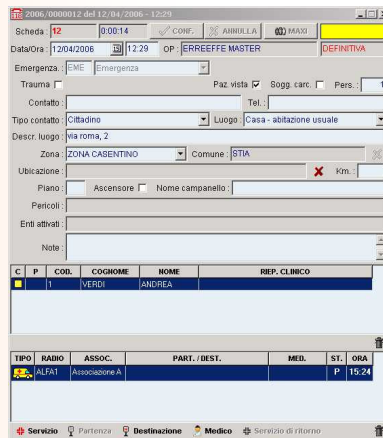 2006/0000012 del 12/04/2006 - 12:29
Scheda : 12 0:00:14 CONF. ANNULLA MAXI
Data/Ora : 12/04/2006 12:29 OP : ERREEFFE MASTER DEFINITIVA
Emergenza. : EME Emergenza
Trauma Paz. vista Sogg. carc. Pers. : 1
Contatto : Tel. :
Tipo contatto : Cittadino Luogo : Casa - abitazione usuale
Descr. luogo : via roma, 2
Zona : ZONA CASENTINO Comune : STIA
Ubicazione : Km. :
Piano : Ascensore Nome campanello :
Pericoli :
Enti attivati :
Note :
C P COD. COGNOME NOME RIEP. CLINICO
1 VERDI ANDREA
TIPO RADIO ASSOC. PART. / DEST. MED. ST. ORA
ALFA1 Associazione A P 15:24
Servizio Partenza Destinazione Medico Servizio di ritorno